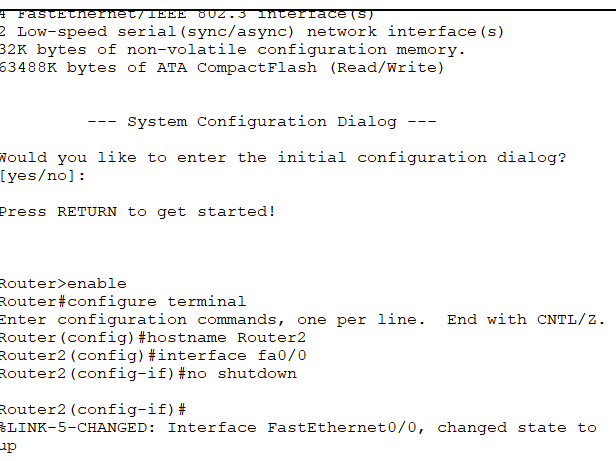 4 FastEthernet/IEEE 802.3 interface(s)
2 Low-speed serial(sync/async) network interface(s)
32K bytes of non-volatile configuration memory.
63488K bytes of ATA CompactFlash (Read/Write)
--- System Configuration Dialog ---
Would you like to enter the initial configuration dialog?
[yes/no]:
Press RETURN to get started!
Router>enable
Router#configure terminal
Enter configuration commands, one per line.  End with CNTL/Z.
Router(config)#hostname Router2
Router2(config)#interface fa0/0
Router2(config-if)#no shutdown
Router2(config-if)#
%LINK-5-CHANGED: Interface FastEthernet0/0, changed state to
up